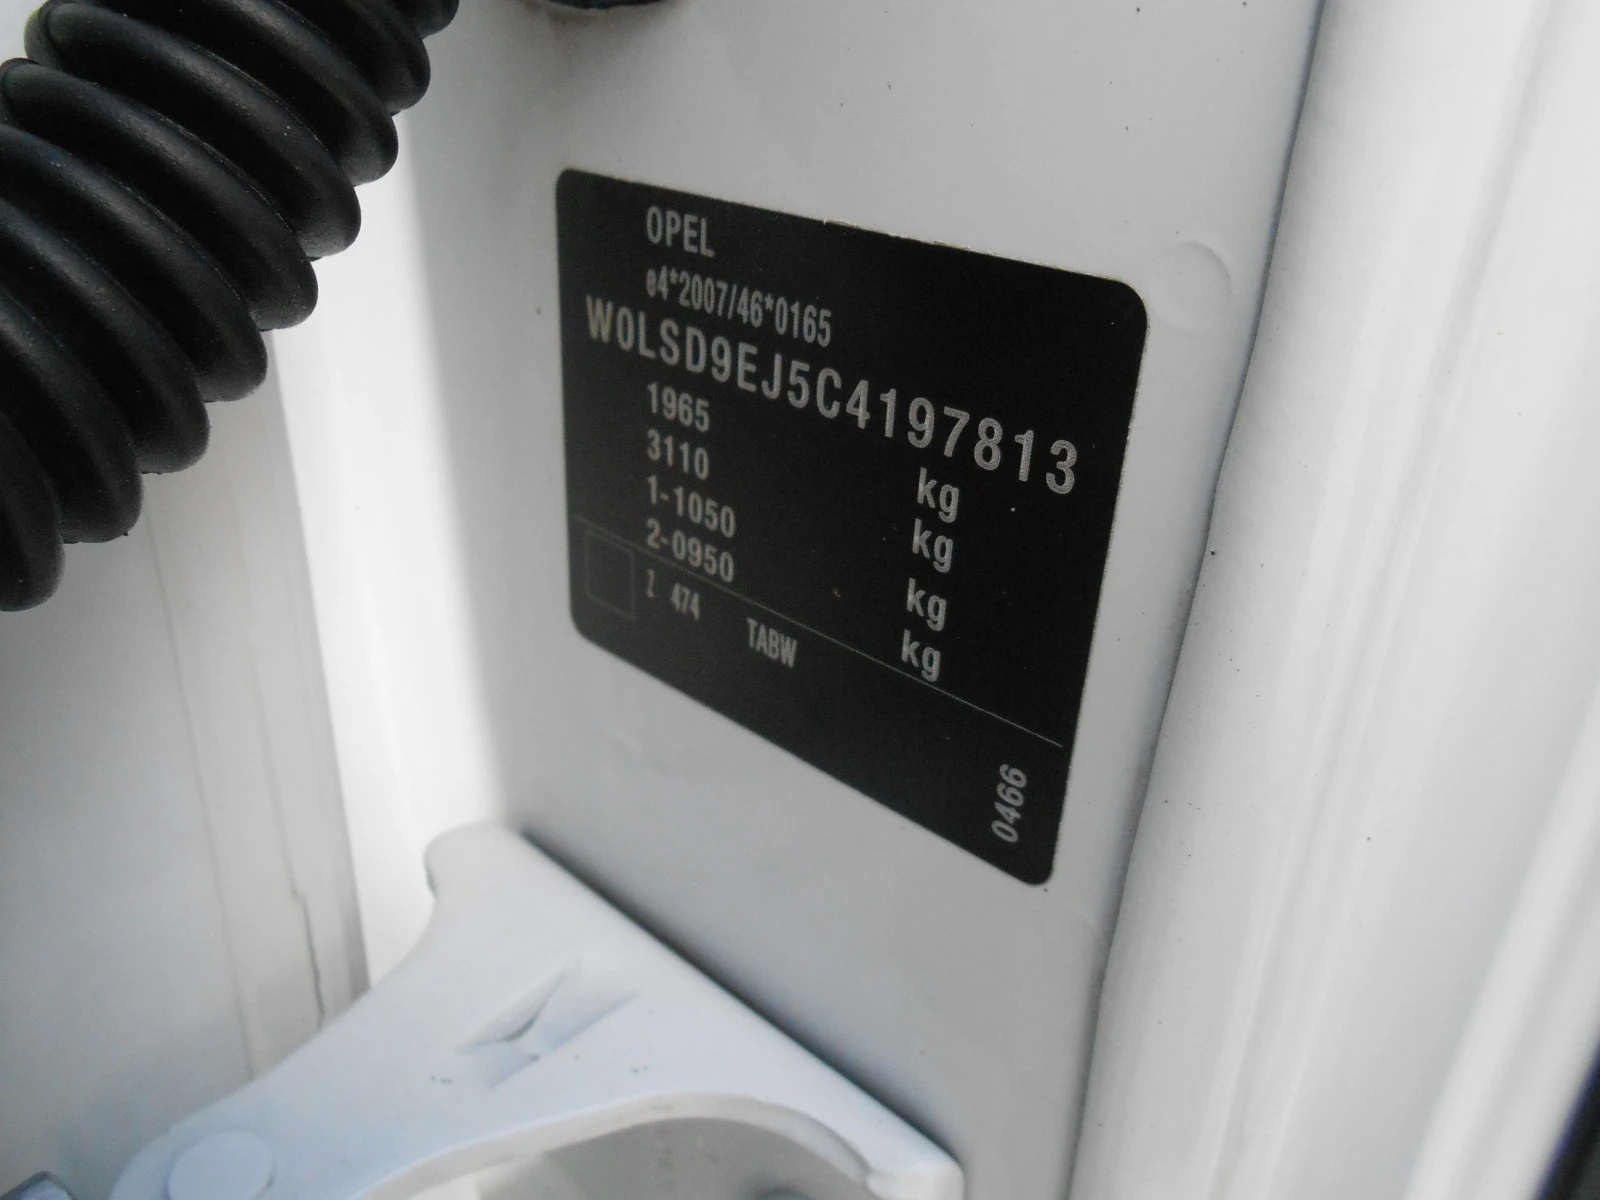 OPEL
e4*2007/46*0165
W0LSD9EJ5C4197813
1965 kg
3110 kg
1-1050 kg
2-0950 kg
Z 474 TABW
0466